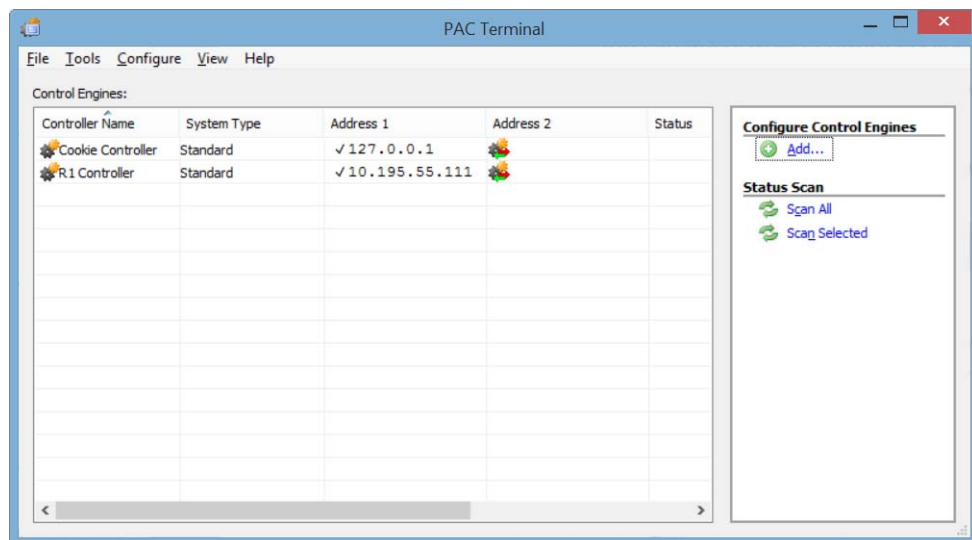 PAC Terminal
File Tools Configure View Help
Control Engines:
Controller Name System Type Address 1 Address 2 Status
Cookie Controller Standard ✓127.0.0.1
R1 Controller Standard ✓10.195.55.111
Configure Control Engines
Add...
Status Scan
Scan All
Scan Selected